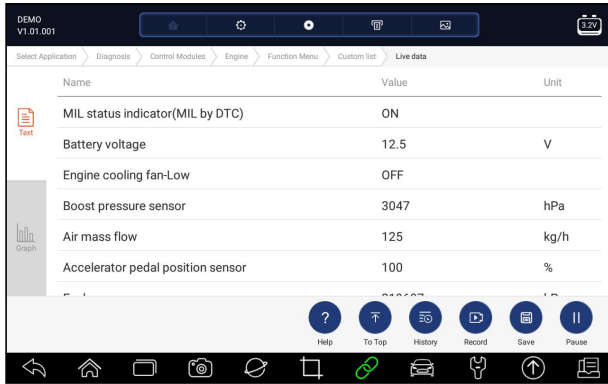 DEMO
V1.01.001
3.2V
Select Application Diagnosis Control Modules Engine Function Menu Custom list Live data
Name Value Unit
Text
MIL status indicator(MIL by DTC) ON
Battery voltage 12.5 V
Engine cooling fan-Low OFF
Boost pressure sensor 3047 hPa
Graph
Air mass flow 125 kg/h
Accelerator pedal position sensor 100 %
Help To Top History Record Save Pause